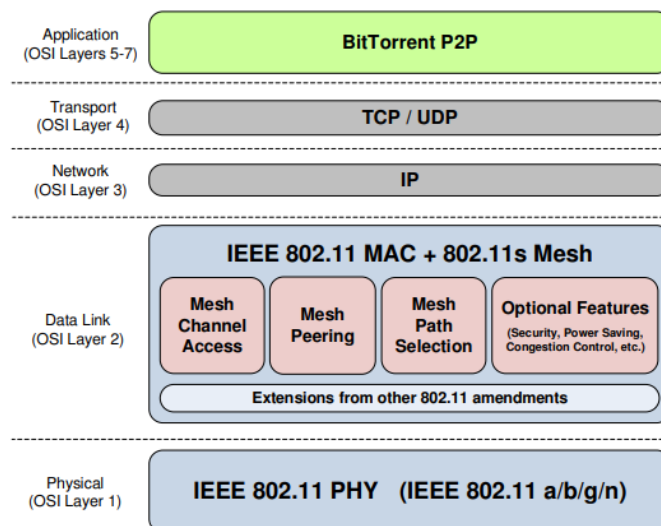 Application
(OSI Layers 5-7)
BitTorrent P2P
Transport
(OSI Layer 4)
TCP / UDP
Network
(OSI Layer 3)
IP
IEEE 802.11 MAC + 802.11s Mesh
Data Link
(OSI Layer 2)
Mesh
Channel
Access
Mesh
Peering
Mesh
Path
Selection
Optional Features
(Security, Power Saving,
Congestion Control, etc.)
Extensions from other 802.11 amendments
Physical
(OSI Layer 1)
IEEE 802.11 PHY (IEEE 802.11 a/b/g/n)